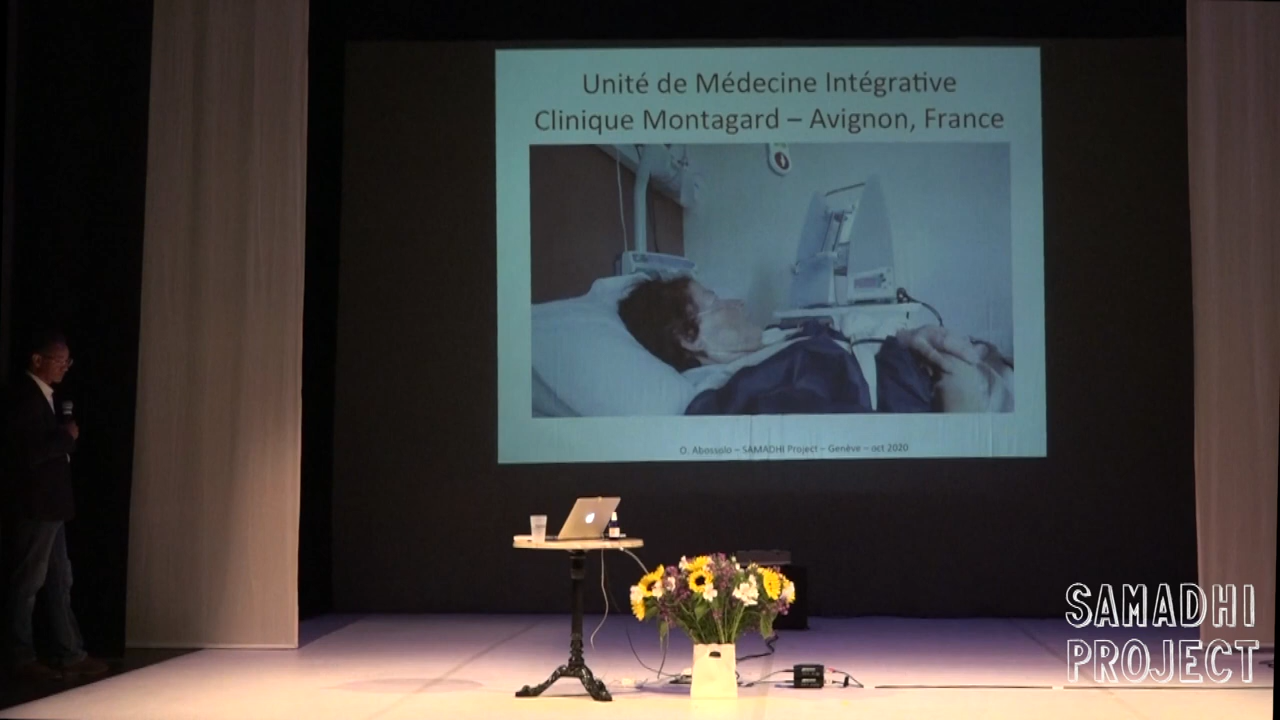 Unité de Médecine Intégrative
Clinique Montagard – Avignon, France
O. Abossolo – SAMADHI Project – Genève – oct 2020
SAMADHI
PROJECT